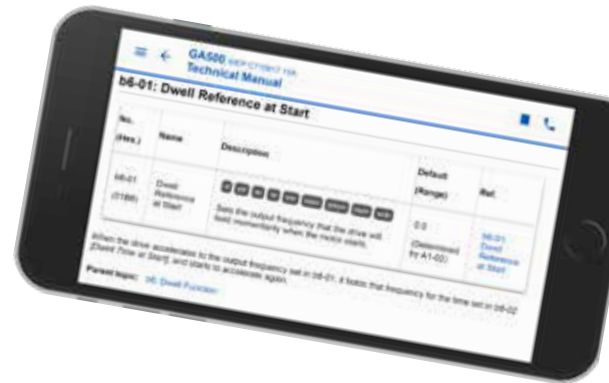 GA500
Technical Manual
b6-01: Dwell Reference at Start
No.
(Hex.)
Name
Description
Default
(Range)
Ref.
b6-01
(01B6)
Dwell
Reference
at Start
Sets the output frequency that the drive will
hold momentarily when the motor starts.
0.0
(Determined
by A1-02)
b6-01
Dwell
Reference
at Start
When the drive accelerates to the output frequency set in b6-01, it holds that frequency for the time set in b6-02
[Dwell Time at Start], and starts to accelerate again.
Parent topic: b6: Dwell Function